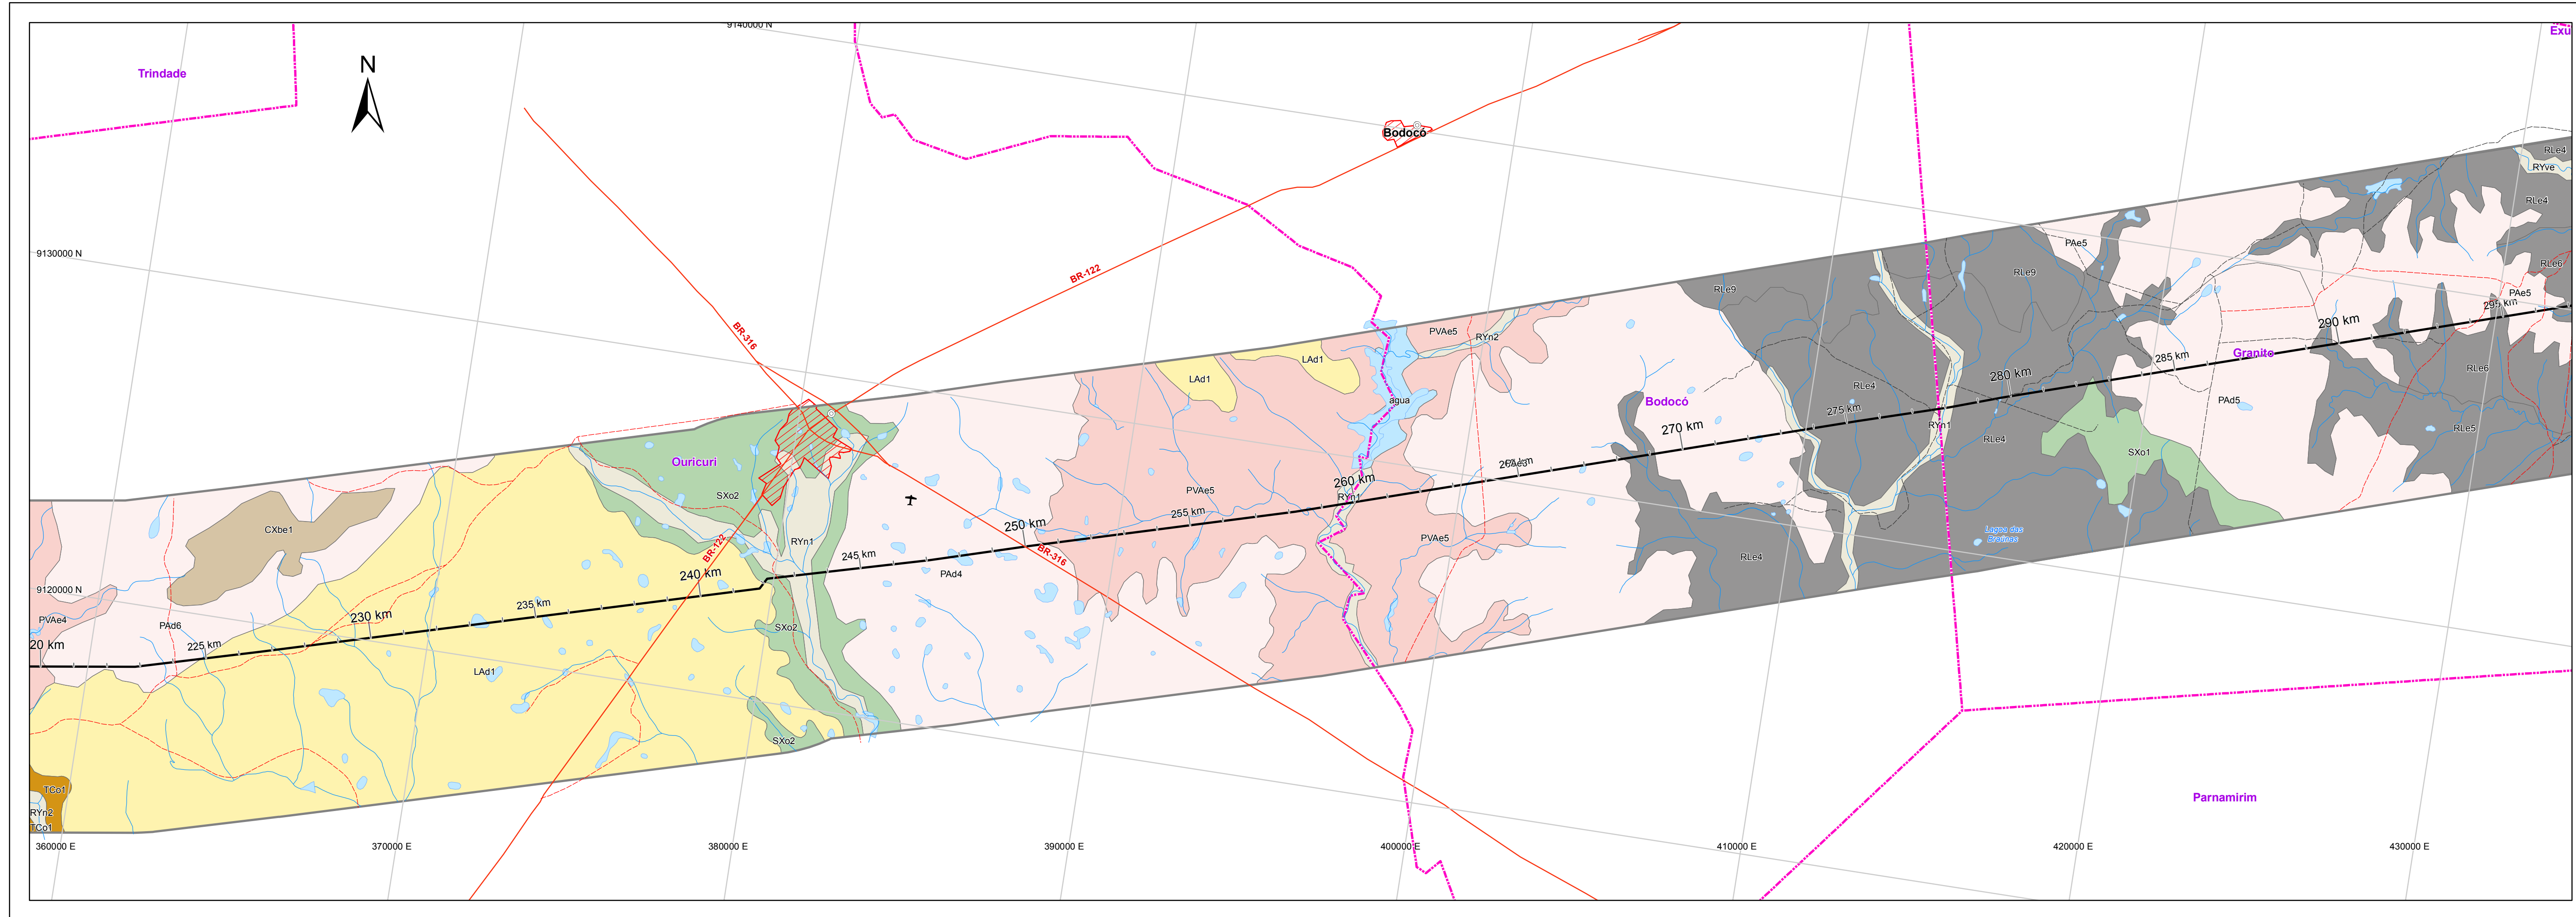 9140000 N
Exu
Trindade
N
Bodocó
RLe4
RYve
RLe4
PAe5
9130000 N
RLe6
BR-122
RLe9
RLe9
PAe5
295 km
290 km
BR-316
PVAe5
RYn2
LAd1
Granito
285 km
RLe6
LAd1
280 km
RLe4
água
Bodocó
PAd5
275 km
RYn1
270 km
RLe4
RLe5
Ouricuri
SXo1
PVAe5
260 km
SXo2
RYn1
255 km
250 km
CXbe1
Lagoa das
RYn1
PVAe5
BR-122
245 km
BR-316
RLe4
PAd4
240 km
9120000 N
235 km
PVAe4
230 km
PAd6
SXo2
20 km
225 km
LAd1
SXo2
TCo1
Parnamirim
RYn2
TCo1
360000 E
370000 E
380000 E
390000 E
400000 E
410000 E
420000 E
430000 E